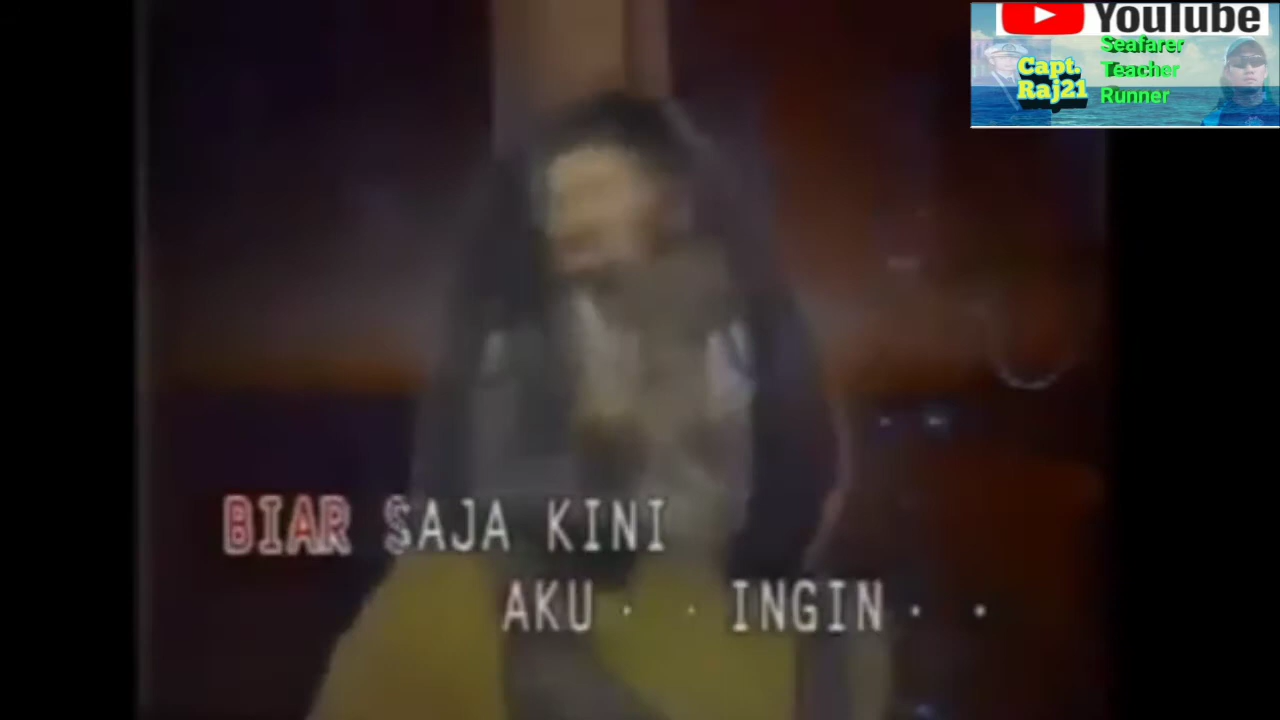 YouTube
Capt.
Raj21
Seafarer
Teacher
Runner
BIAR SAJA KINI
AKU · · INGIN · ·